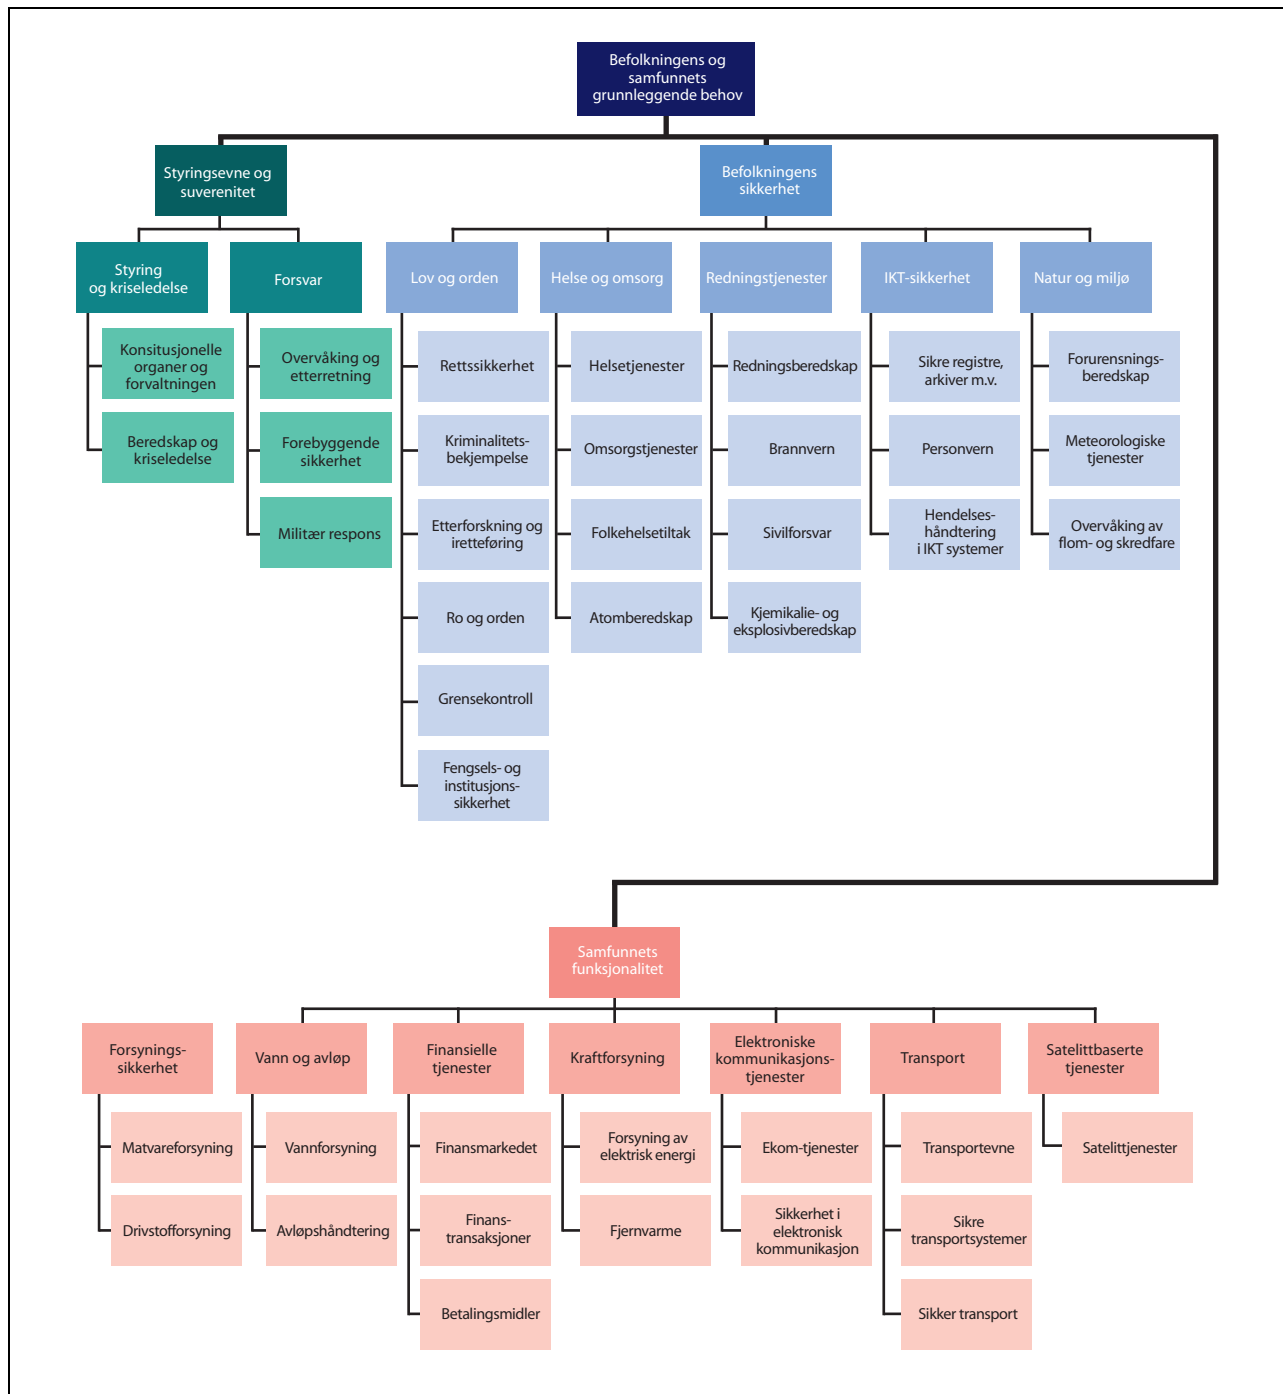 Befolkningens og
samfunnets
grunnleggende behov
Styringsevne og
suverenitet
Befolkningens
sikkerhet
Styring
og kriseledelse
Forsvar
Lov og orden
Helse og omsorg
Redningstjenester
IKT-sikkerhet
Natur og miljø
Konsitusjonelle
organer og
forvaltningen
Beredskap og
kriseledelse
Overvåking og
etterretning
Forebyggende
sikkerhet
Militær respons
Rettssikkerhet
Kriminalitets-
bekjempelse
Etterforskning og
iretteføring
Ro og orden
Grensekontroll
Fengsels- og
institusjons-
sikkerhet
Helsetjenester
Omsorgstjenester
Folkehelsetiltak
Atomberedskap
Redningsberedskap
Brannvern
Sivilforsvar
Kjemikalie- og
eksplosivberedskap
Sikre registre,
arkiver m.v.
Personvern
Hendelses-
håndtering
i IKT systemer
Forurensnings-
beredskap
Meteorologiske
tjenester
Overvåking av
flom- og skredfare
Samfunnets
funksjonalitet
Forsynings-
sikkerhet
Vann og avløp
Finansielle
tjenester
Kraftforsyning
Elektroniske
kommunikasjons-
tjenester
Transport
Satelittbaserte
tjenester
Matvareforsyning
Drivstofforsyning
Vannforsyning
Avløpshåndtering
Finansmarkedet
Finans-
transaksjoner
Betalingsmidler
Forsyning av
elektrisk energi
Fjernvarme
Ekom-tjenester
Sikkerhet i
elektronisk
kommunikasjon
Transportevne
Sikre
transportsystemer
Sikker transport
Satelittjenester